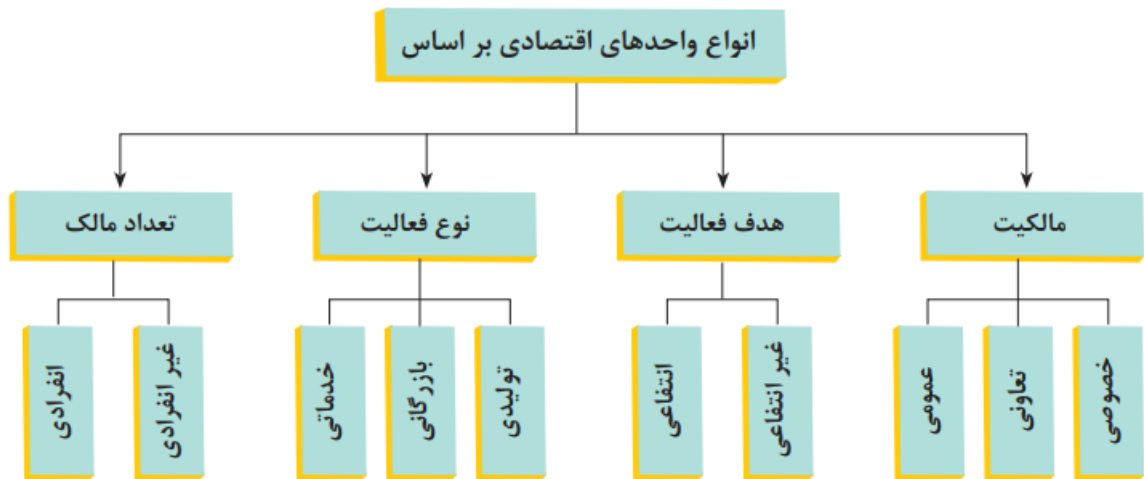 انواع واحدهای اقتصادی بر اساس
مالکیت
هدف فعالیت
نوع فعالیت
تعداد مالک
خصوصی
تعاونی
عمومی
غیر انتفاعی
انتفاعی
تولیدی
بازرگانی
خدماتی
غیر انفرادی
انفرادی